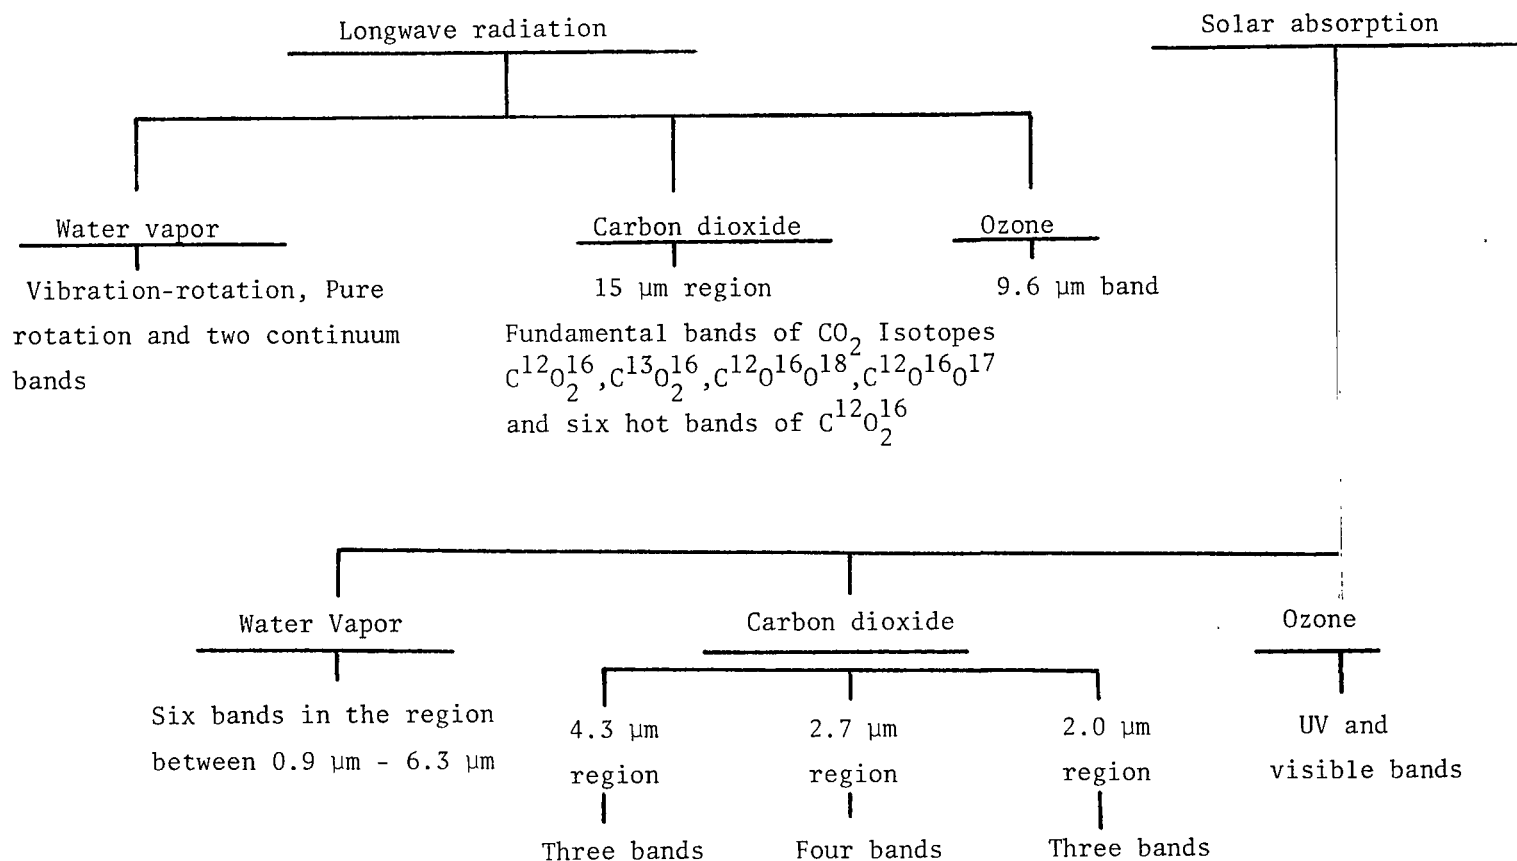 Longwave radiation
Solar absorption
Water vapor
Carbon dioxide
Ozone
Vibration-rotation, Pure
rotation and two continuum
bands
15 µm region
Fundamental bands of CO₂ Isotopes
C¹²O₂¹⁶,C¹³O₂¹⁶,C¹²O¹⁶O¹⁸,C¹²O¹⁶O¹⁷
and six hot bands of C¹²O₂¹⁶
9.6 µm band
Water Vapor
Carbon dioxide
Ozone
Six bands in the region
between 0.9 µm - 6.3 µm
4.3 µm
region
Three bands
2.7 µm
region
Four bands
2.0 µm
region
Three bands
UV and
visible bands